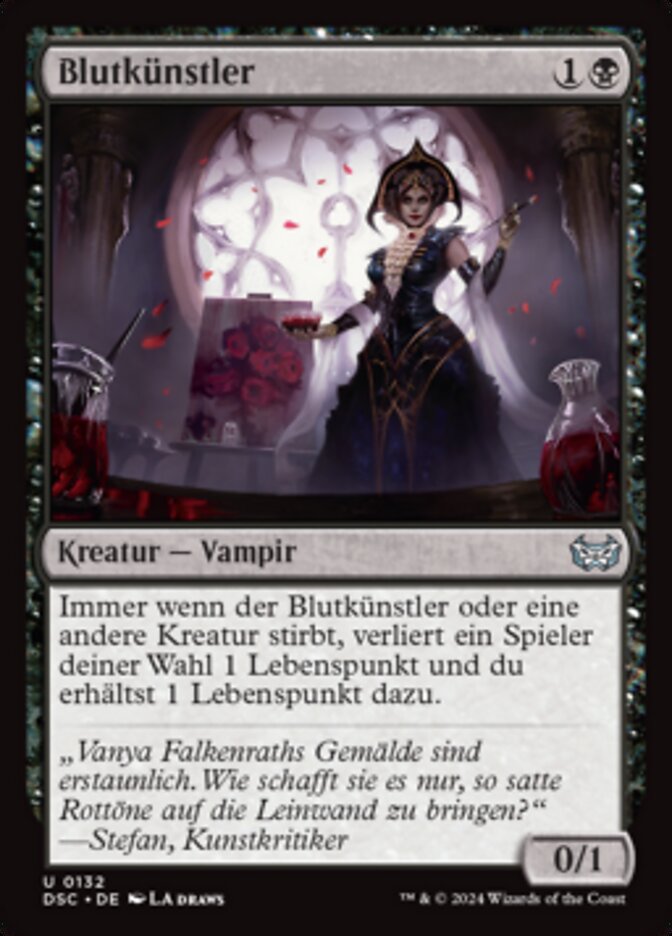 Blutkünstler 1
Kreatur — Vampir
Immer wenn der Blutkünstler oder eine
andere Kreatur stirbt, verliert ein Spieler
deiner Wahl 1 Lebenspunkt und du
erhältst 1 Lebenspunkt dazu.
„Vanya Falkenraths Gemälde sind
erstaunlich. Wie schafft sie es nur, so satte
Rottöne auf die Leinwand zu bringen?“
—Stefan, Kunstkritiker
0/1
U 0132
DSC • DE LA DRAWS
™ & © 2024 Wizards of the Coast